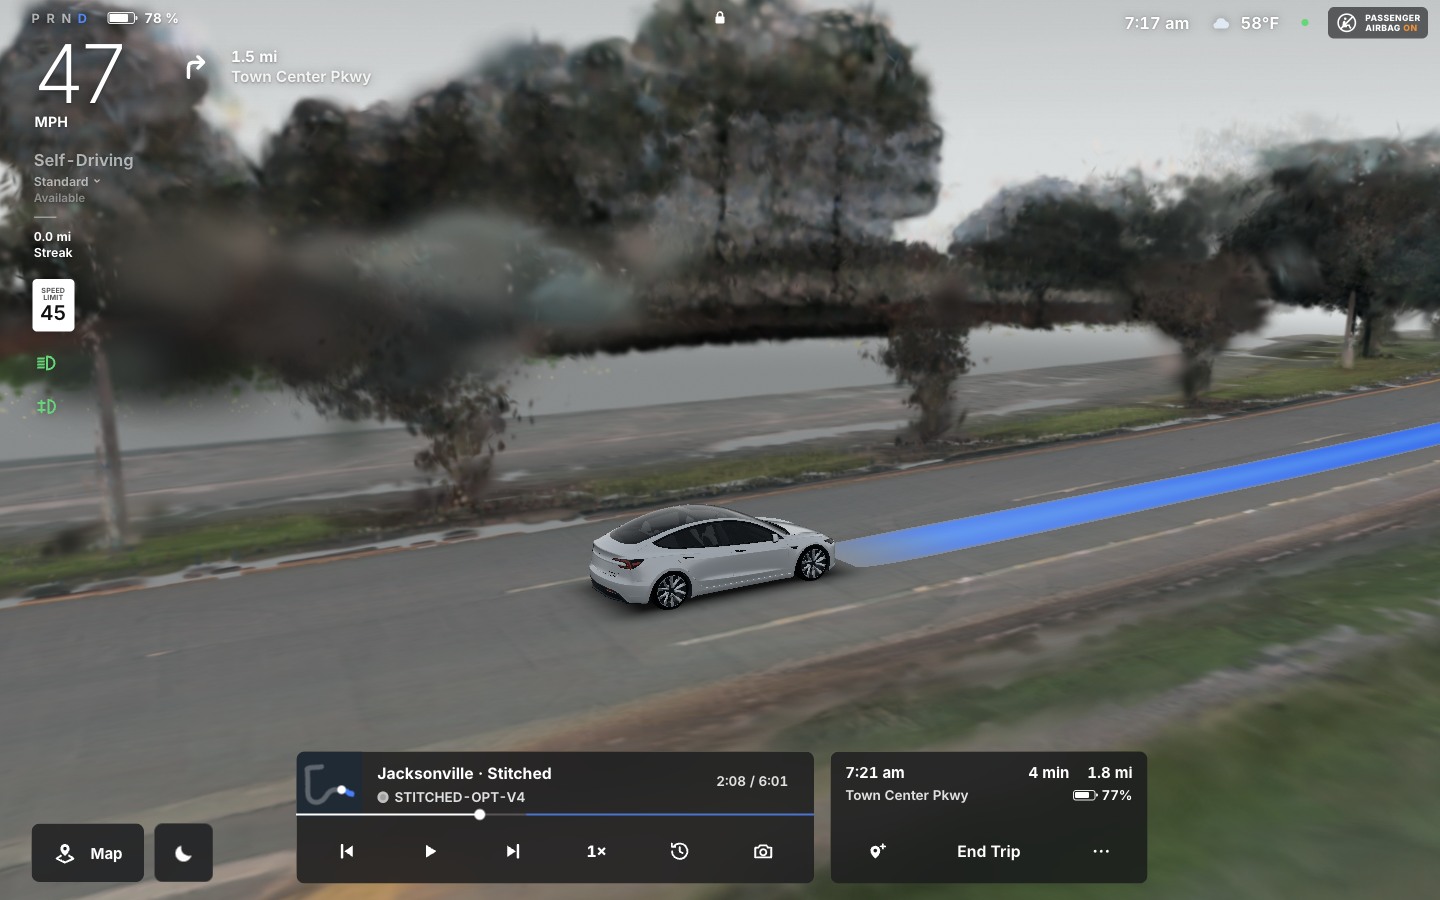 P R N D
78 %
7:17 am
58°F
PASSENGER
AIRBAG ON
47
MPH
1.5 mi
Town Center Pkwy
Self-Driving
Standard
Available
0.0 mi
Streak
SPEED
LIMIT
45
Jacksonville · Stitched
2:08 / 6:01
STITCHED-OPT-V4
1×
7:21 am
4 min
1.8 mi
Town Center Pkwy
77%
End Trip
Map